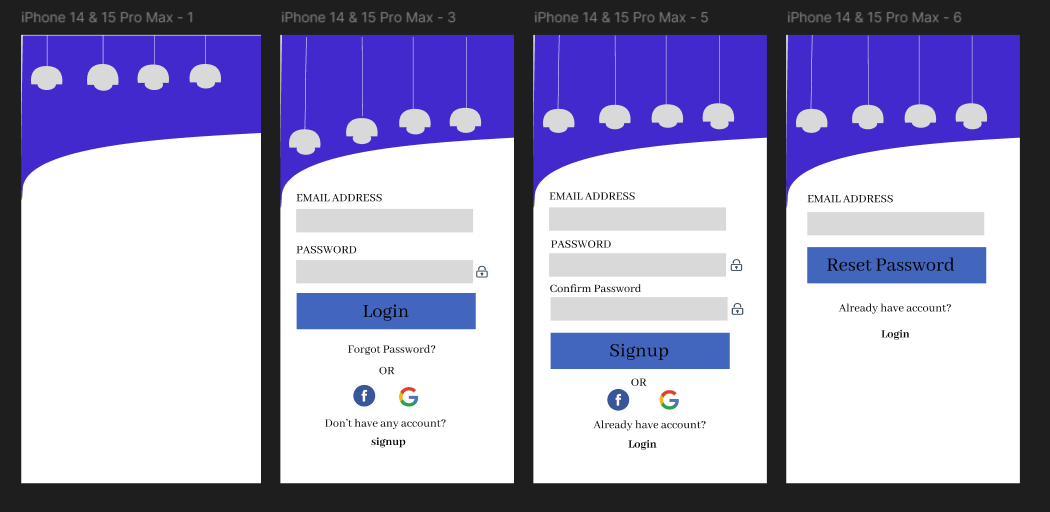 iPhone 14 & 15 Pro Max - 1
iPhone 14 & 15 Pro Max - 3
EMAIL ADDRESS
PASSWORD
Login
Forgot Password?
OR
f
G
Don't have any account?
signup
iPhone 14 & 15 Pro Max - 5
EMAIL ADDRESS
PASSWORD
Confirm Password
Signup
OR
f
G
Already have account?
Login
iPhone 14 & 15 Pro Max - 6
EMAIL ADDRESS
Reset Password
Already have account?
Login